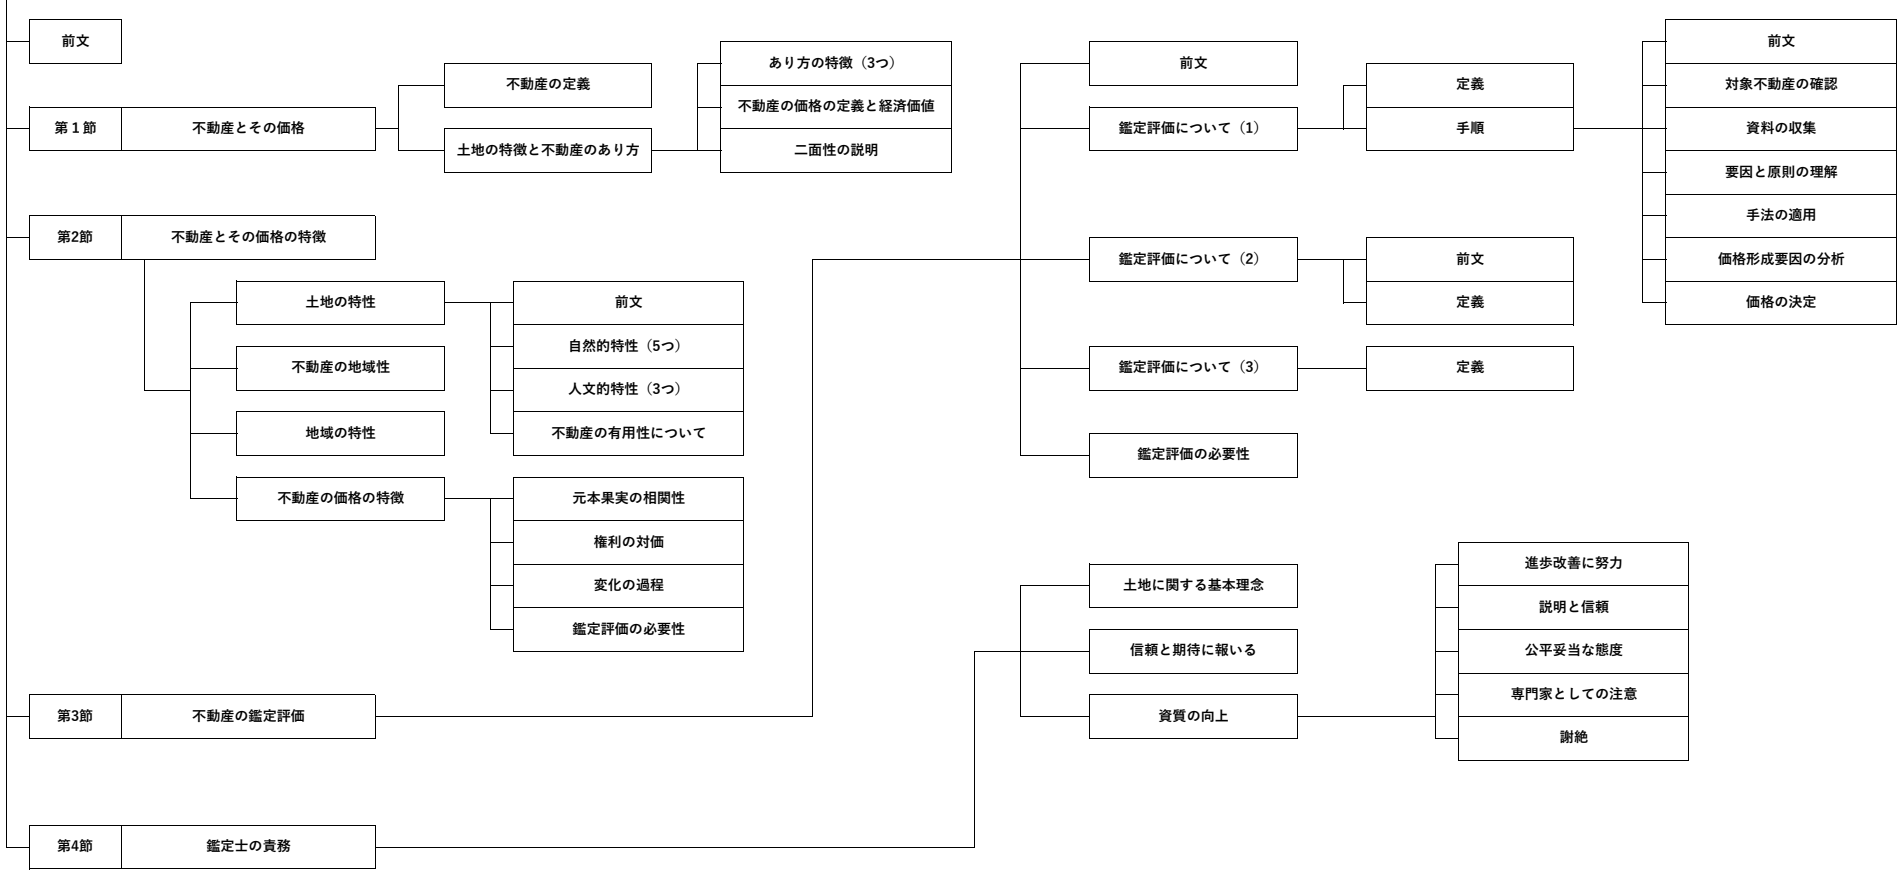 前文
第１節
不動産とその価格
不動産の定義
土地の特徴と不動産のあり方
あり方の特徴（3つ）
不動産の価格の定義と経済価値
二面性の説明
第2節
不動産とその価格の特徴
土地の特性
前文
自然的特性（5つ）
人文的特性（3つ）
不動産の有用性について
不動産の地域性
地域の特性
不動産の価格の特徴
元本果実の相関性
権利の対価
変化の過程
鑑定評価の必要性
第3節
不動産の鑑定評価
前文
鑑定評価について（1）
定義
手順
前文
対象不動産の確認
資料の収集
要因と原則の理解
手法の適用
価格形成要因の分析
価格の決定
鑑定評価について（2）
前文
定義
鑑定評価について（3）
定義
鑑定評価の必要性
第4節
鑑定士の責務
土地に関する基本理念
信頼と期待に報いる
資質の向上
進歩改善に努力
説明と信頼
公平妥当な態度
専門家としての注意
謝絶